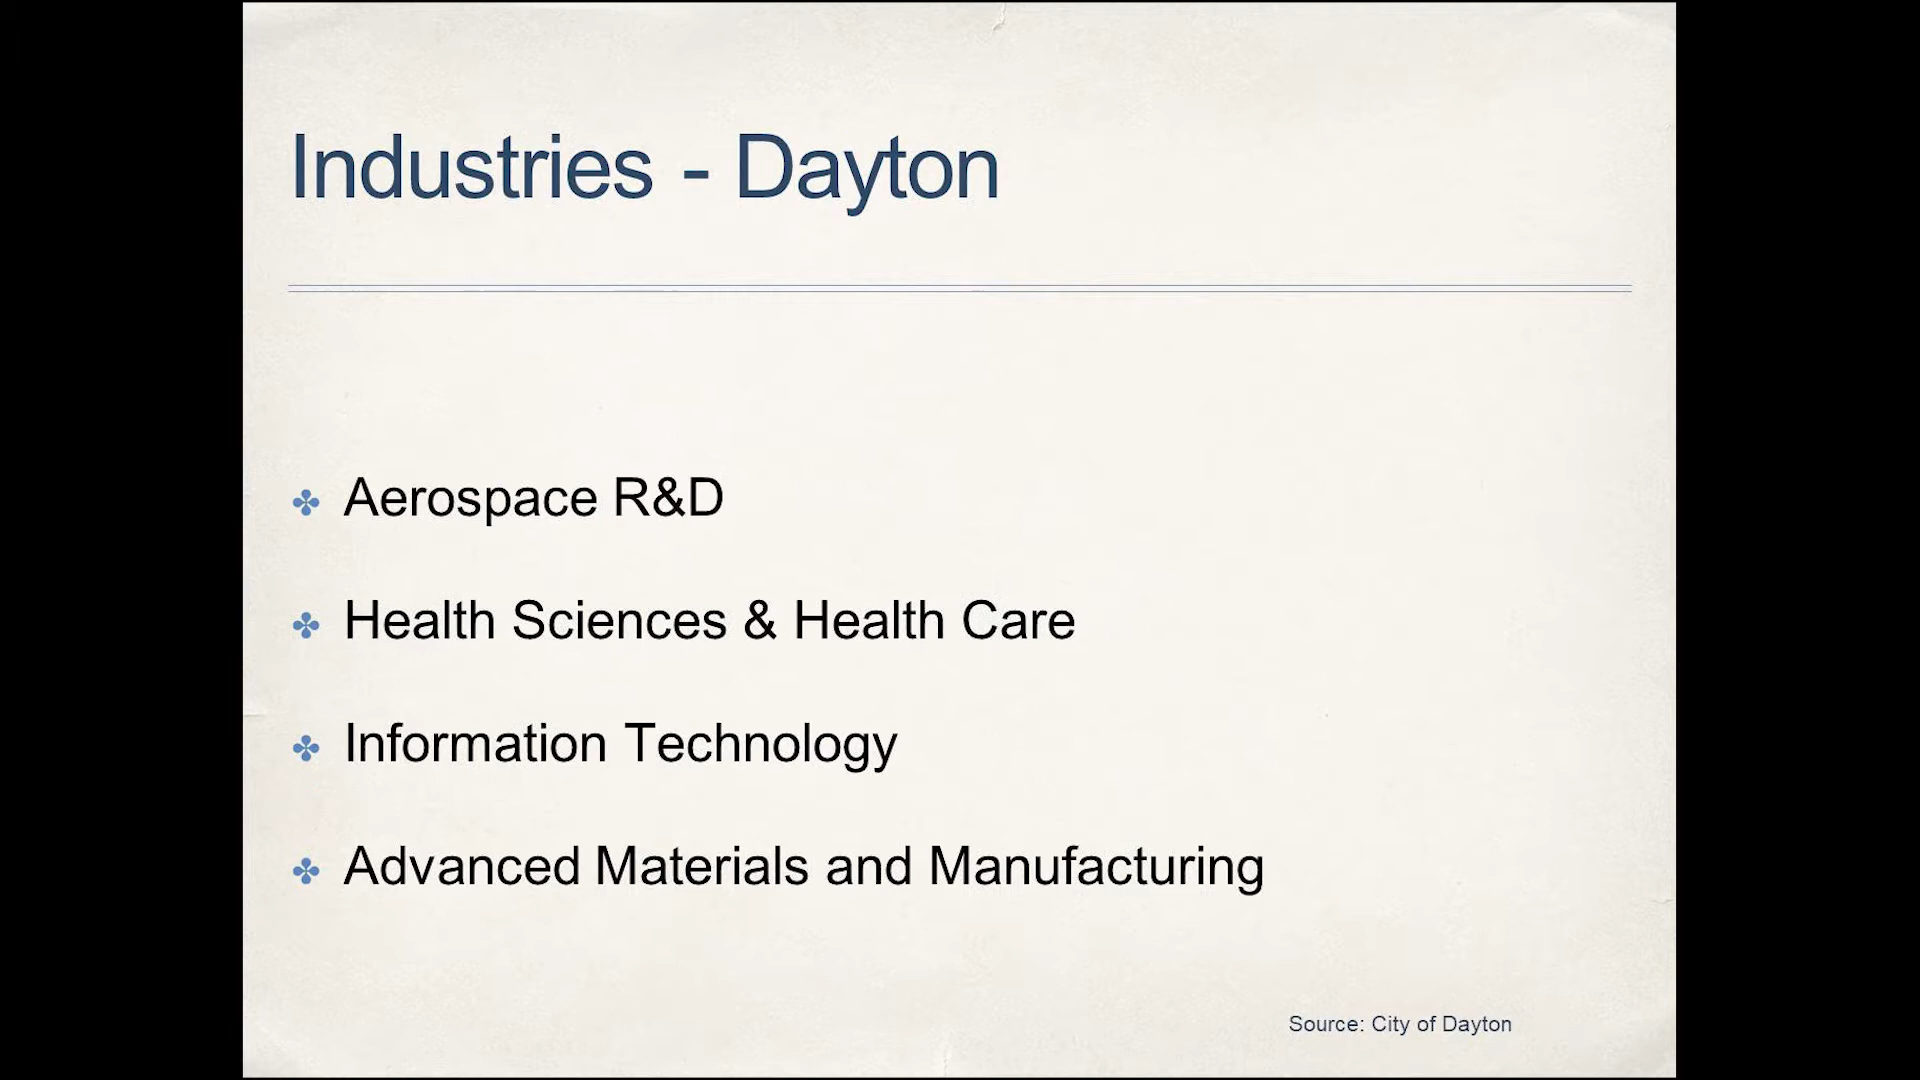 Industries - Dayton
Aerospace R&D
Health Sciences & Health Care
Information Technology
Advanced Materials and Manufacturing
Source: City of Dayton